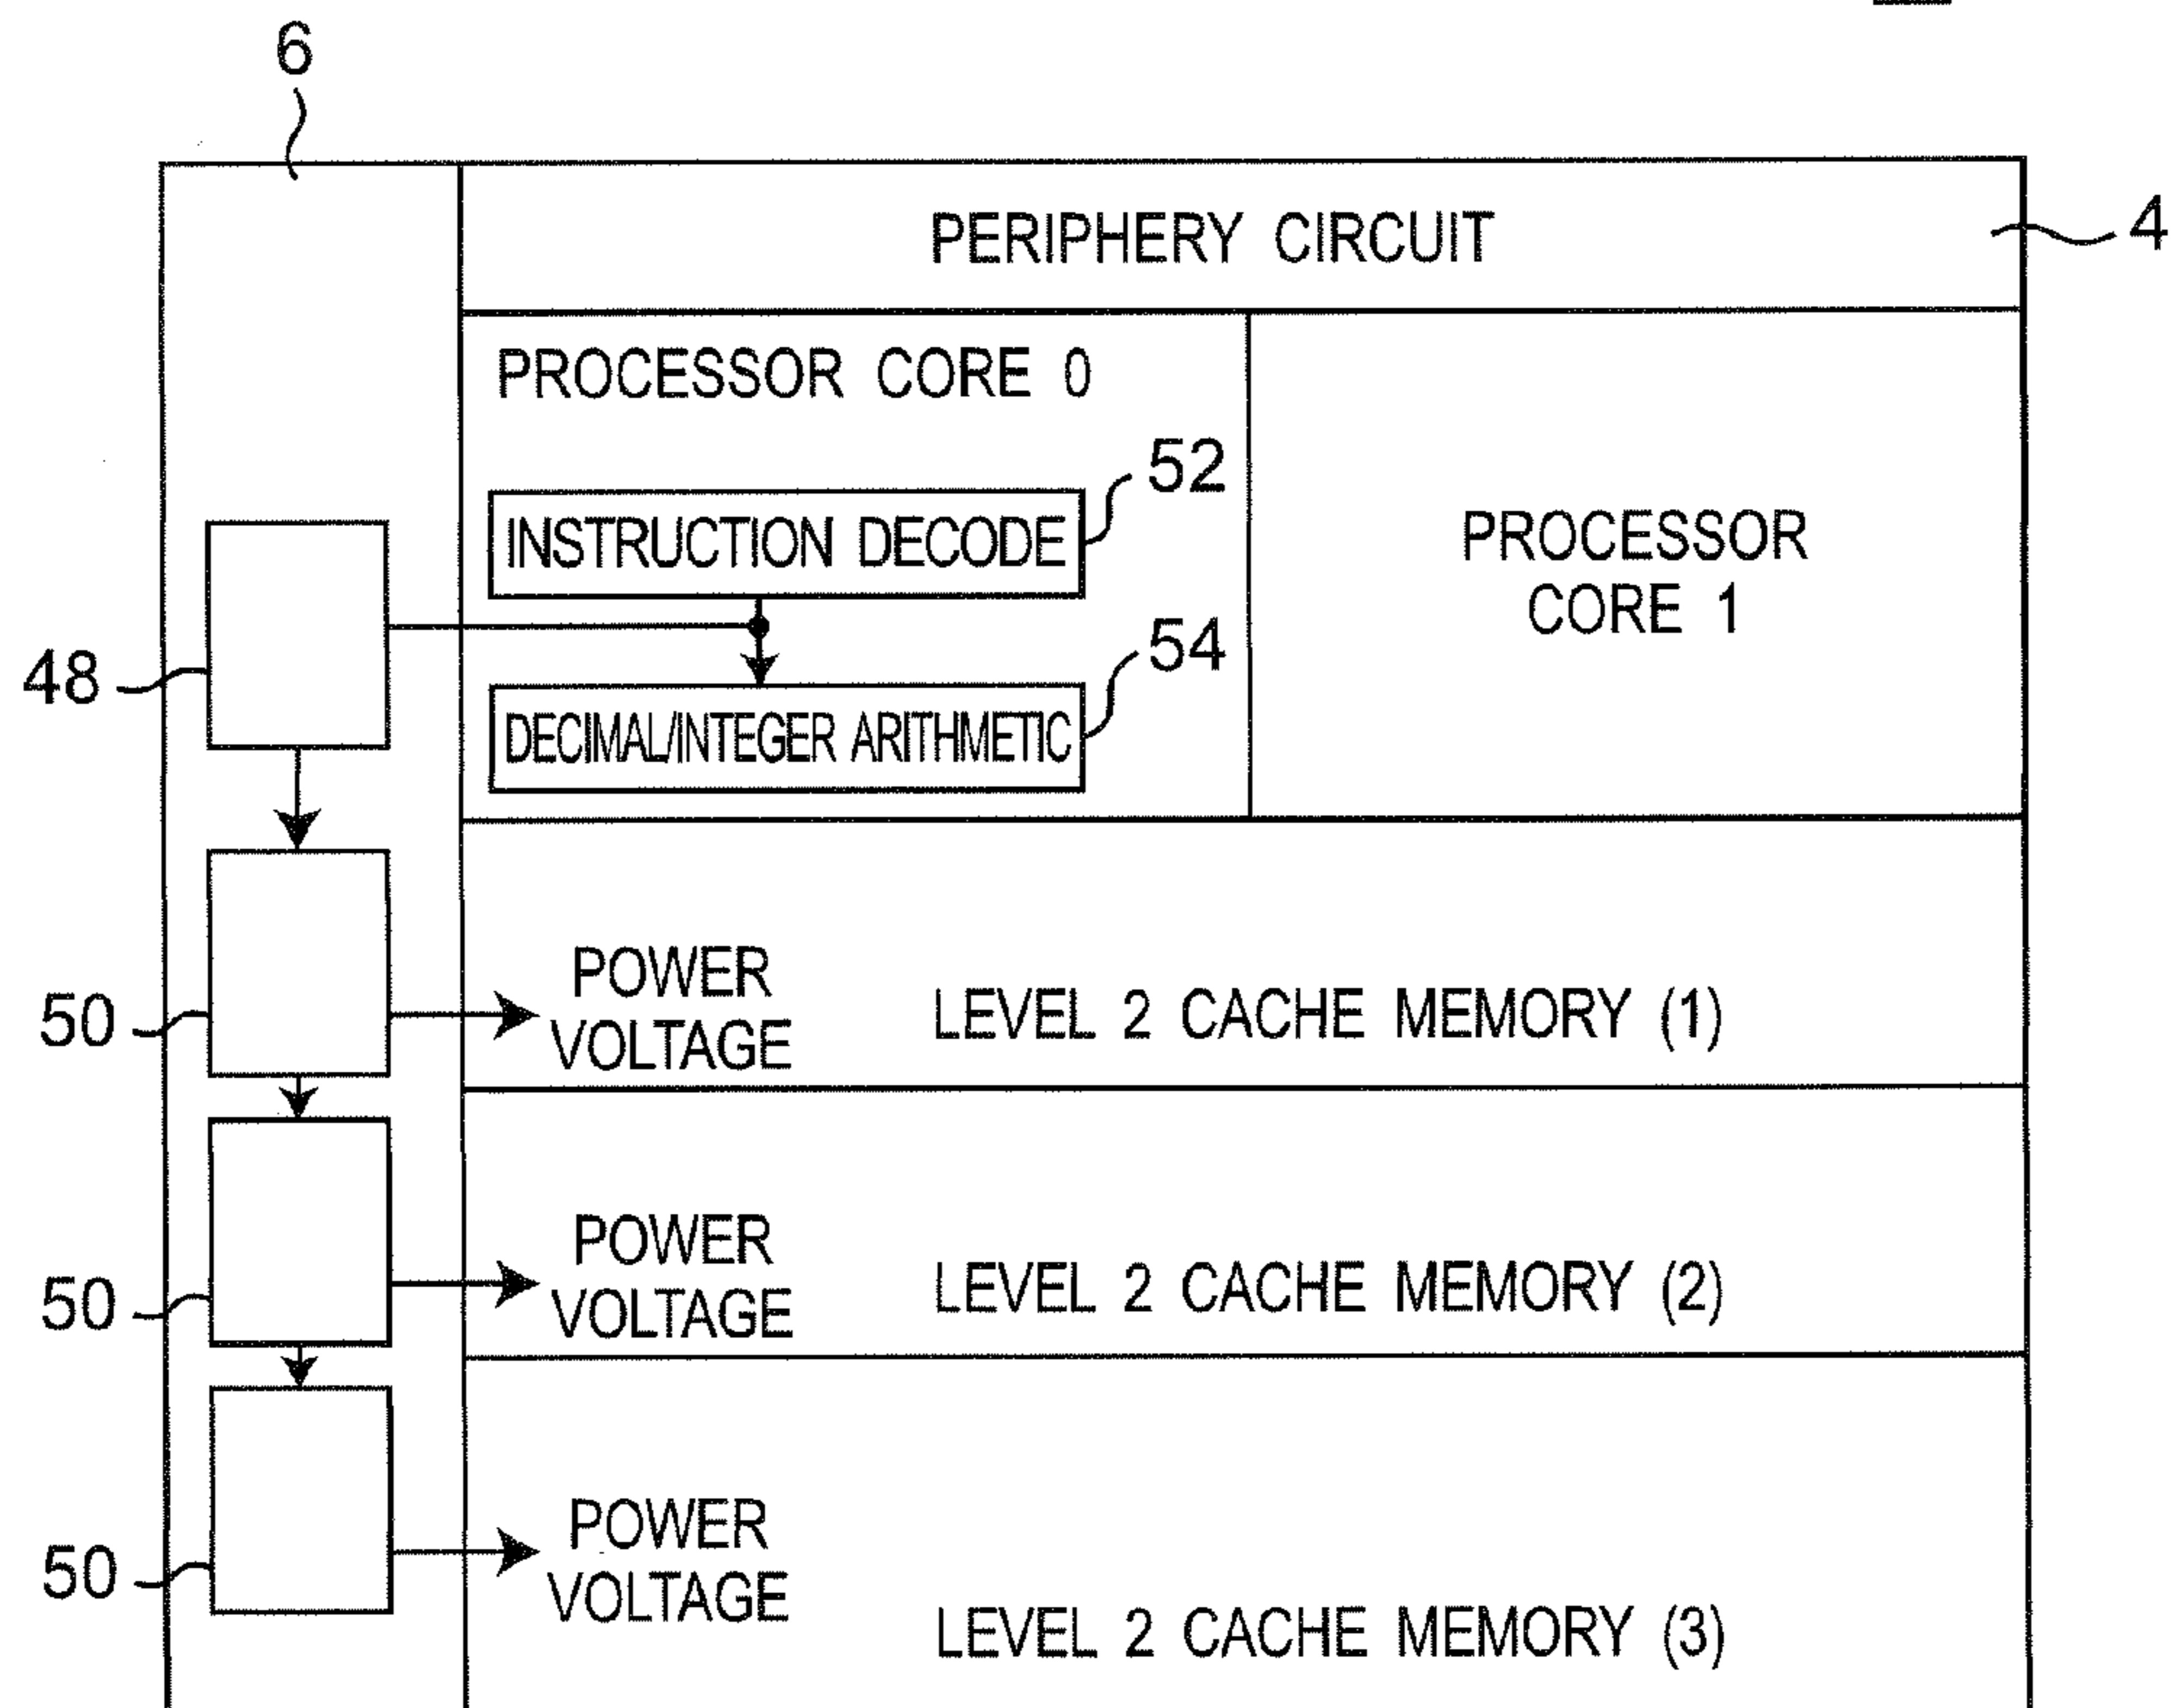 6
PERIPHERY CIRCUIT
4
PROCESSOR CORE 0
52
INSTRUCTION DECODE
PROCESSOR
CORE 1
48
54
DECIMAL/INTEGER ARITHMETIC
50
POWER
VOLTAGE
LEVEL 2 CACHE MEMORY (1)
50
POWER
VOLTAGE
LEVEL 2 CACHE MEMORY (2)
50
POWER
VOLTAGE
LEVEL 2 CACHE MEMORY (3)